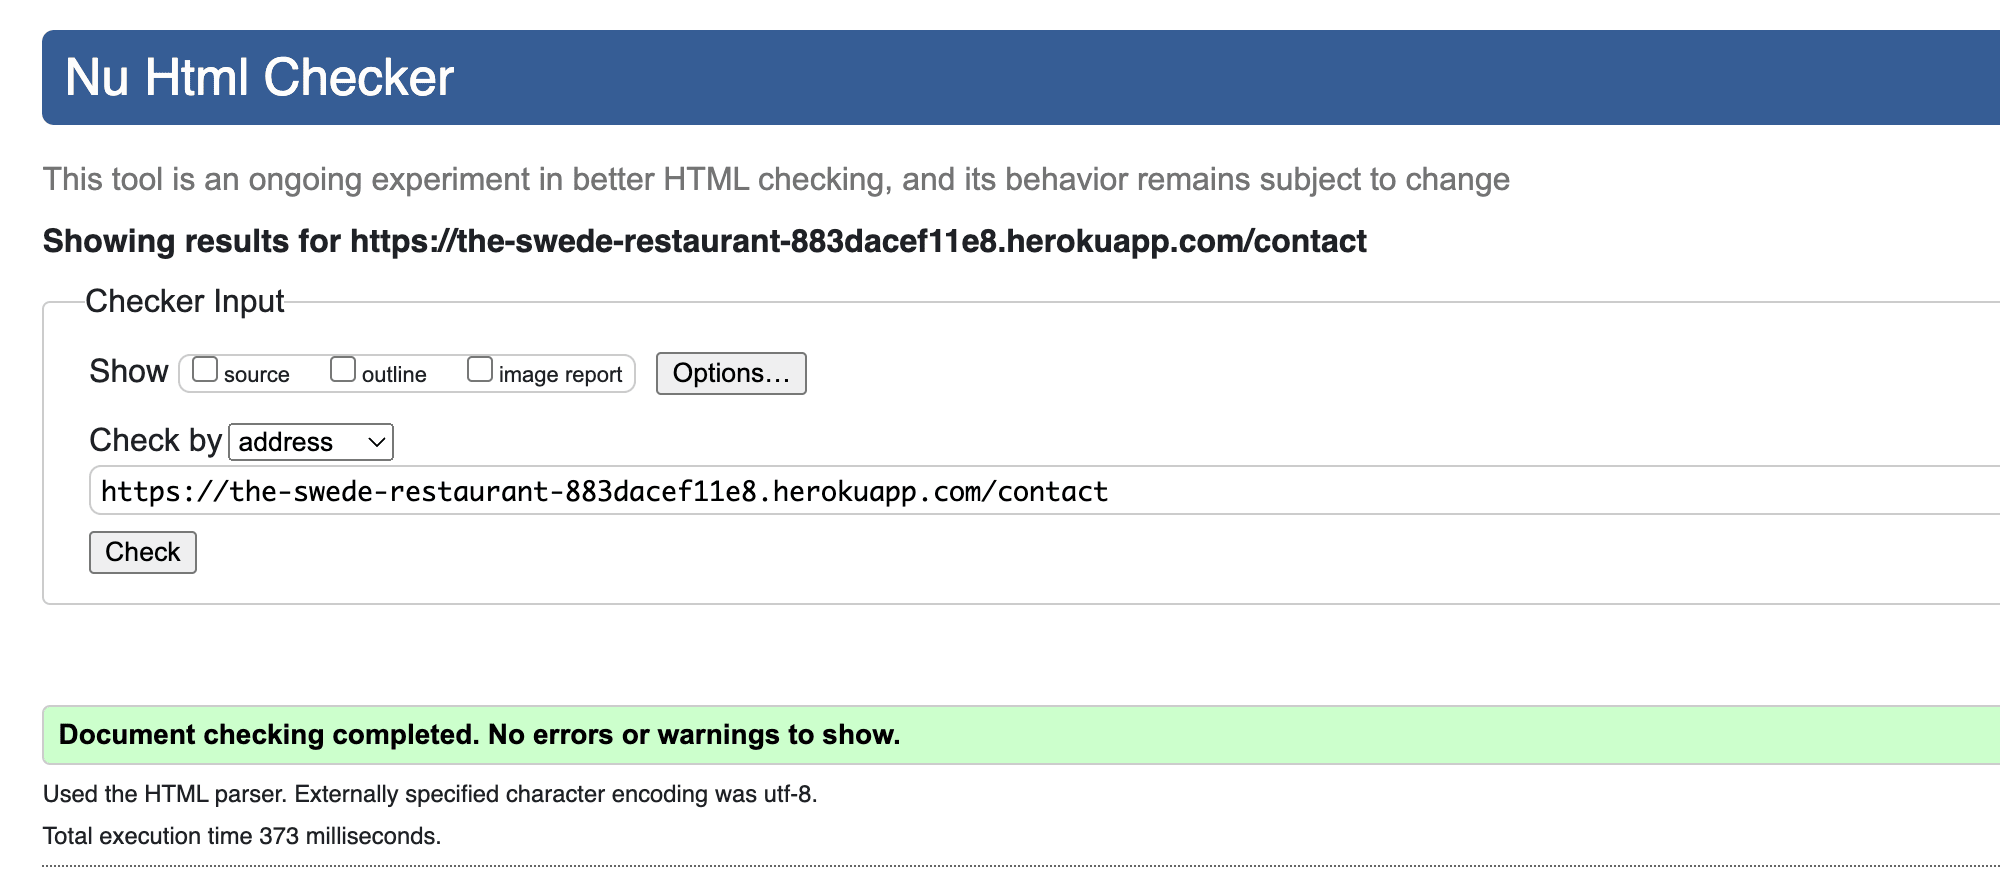 Nu Html Checker
This tool is an ongoing experiment in better HTML checking, and its behavior remains subject to change
Showing results for https://the-swede-restaurant-883dacef11e8.herokuapp.com/contact
Checker Input
Show source outline image report Options...
Check by address
https://the-swede-restaurant-883dacef11e8.herokuapp.com/contact
Check
Document checking completed. No errors or warnings to show.
Used the HTML parser. Externally specified character encoding was utf-8.
Total execution time 373 milliseconds.